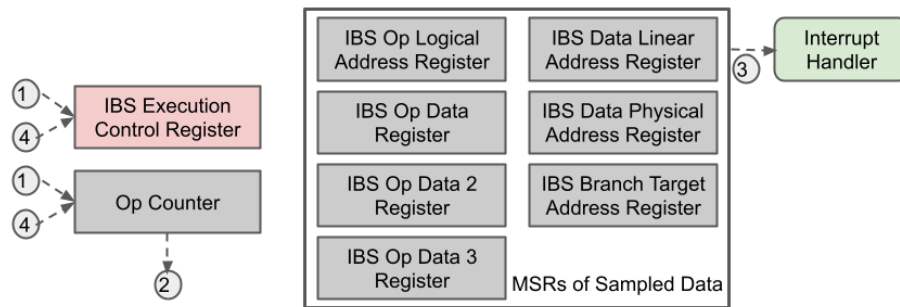 1
4
IBS Execution
Control Register
1
4
Op Counter
2
IBS Op Logical
Address Register
IBS Data Linear
Address Register
IBS Op Data
Register
IBS Data Physical
Address Register
IBS Op Data 2
Register
IBS Branch Target
Address Register
IBS Op Data 3
Register
MSRs of Sampled Data
3
Interrupt
Handler